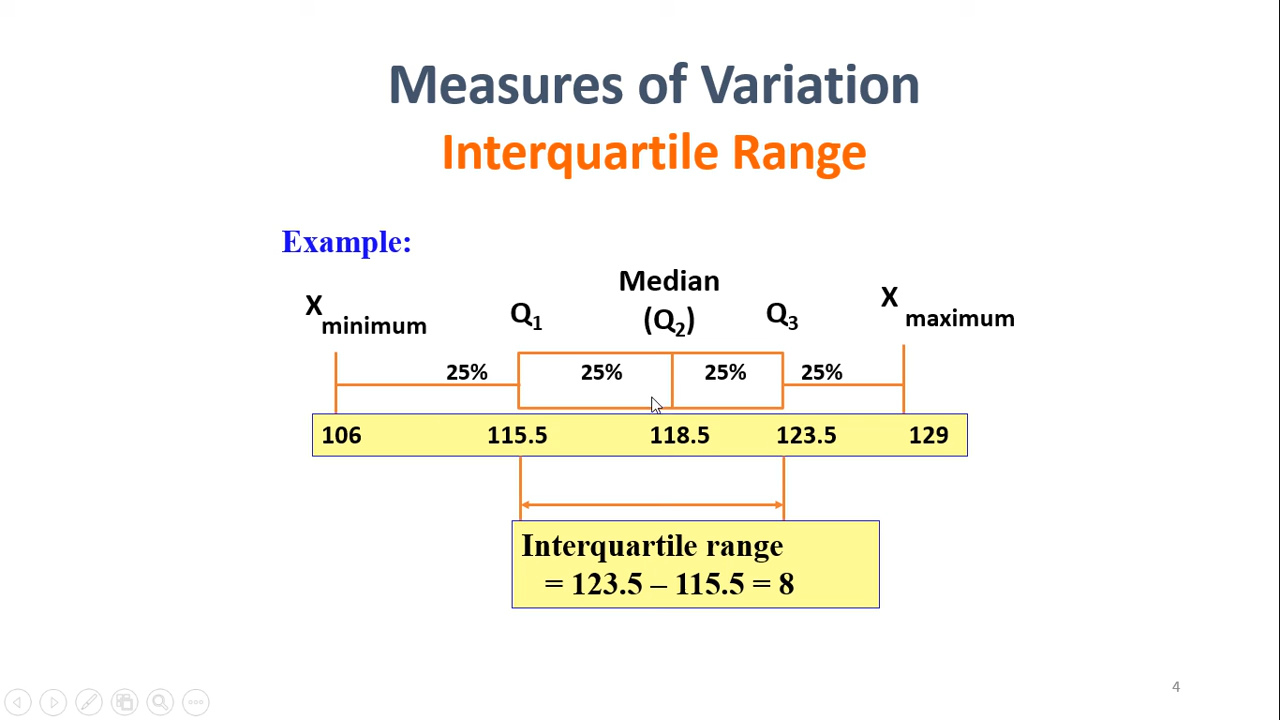 Measures of Variation
Interquartile Range
Example:
X minimum
Q1
Median
(Q2)
Q3
X maximum
25% 25% 25% 25%
106 115.5 118.5 123.5 129
Interquartile range
= 123.5 – 115.5 = 8
4